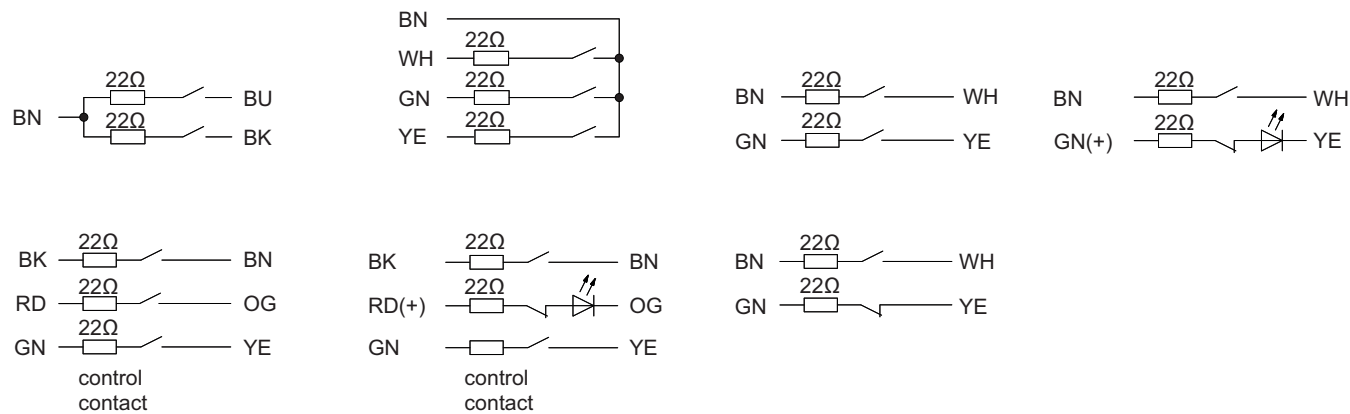 22Ω
BN
BU
22Ω
BK
BN
22Ω
WH
22Ω
GN
22Ω
YE
22Ω
BN
WH
22Ω
GN
YE
22Ω
BN
WH
22Ω
GN(+)
YE
22Ω
BK
BN
22Ω
RD
OG
22Ω
GN
YE
control
contact
22Ω
BK
BN
22Ω
RD(+)
OG
GN
YE
control
contact
22Ω
BN
WH
22Ω
GN
YE